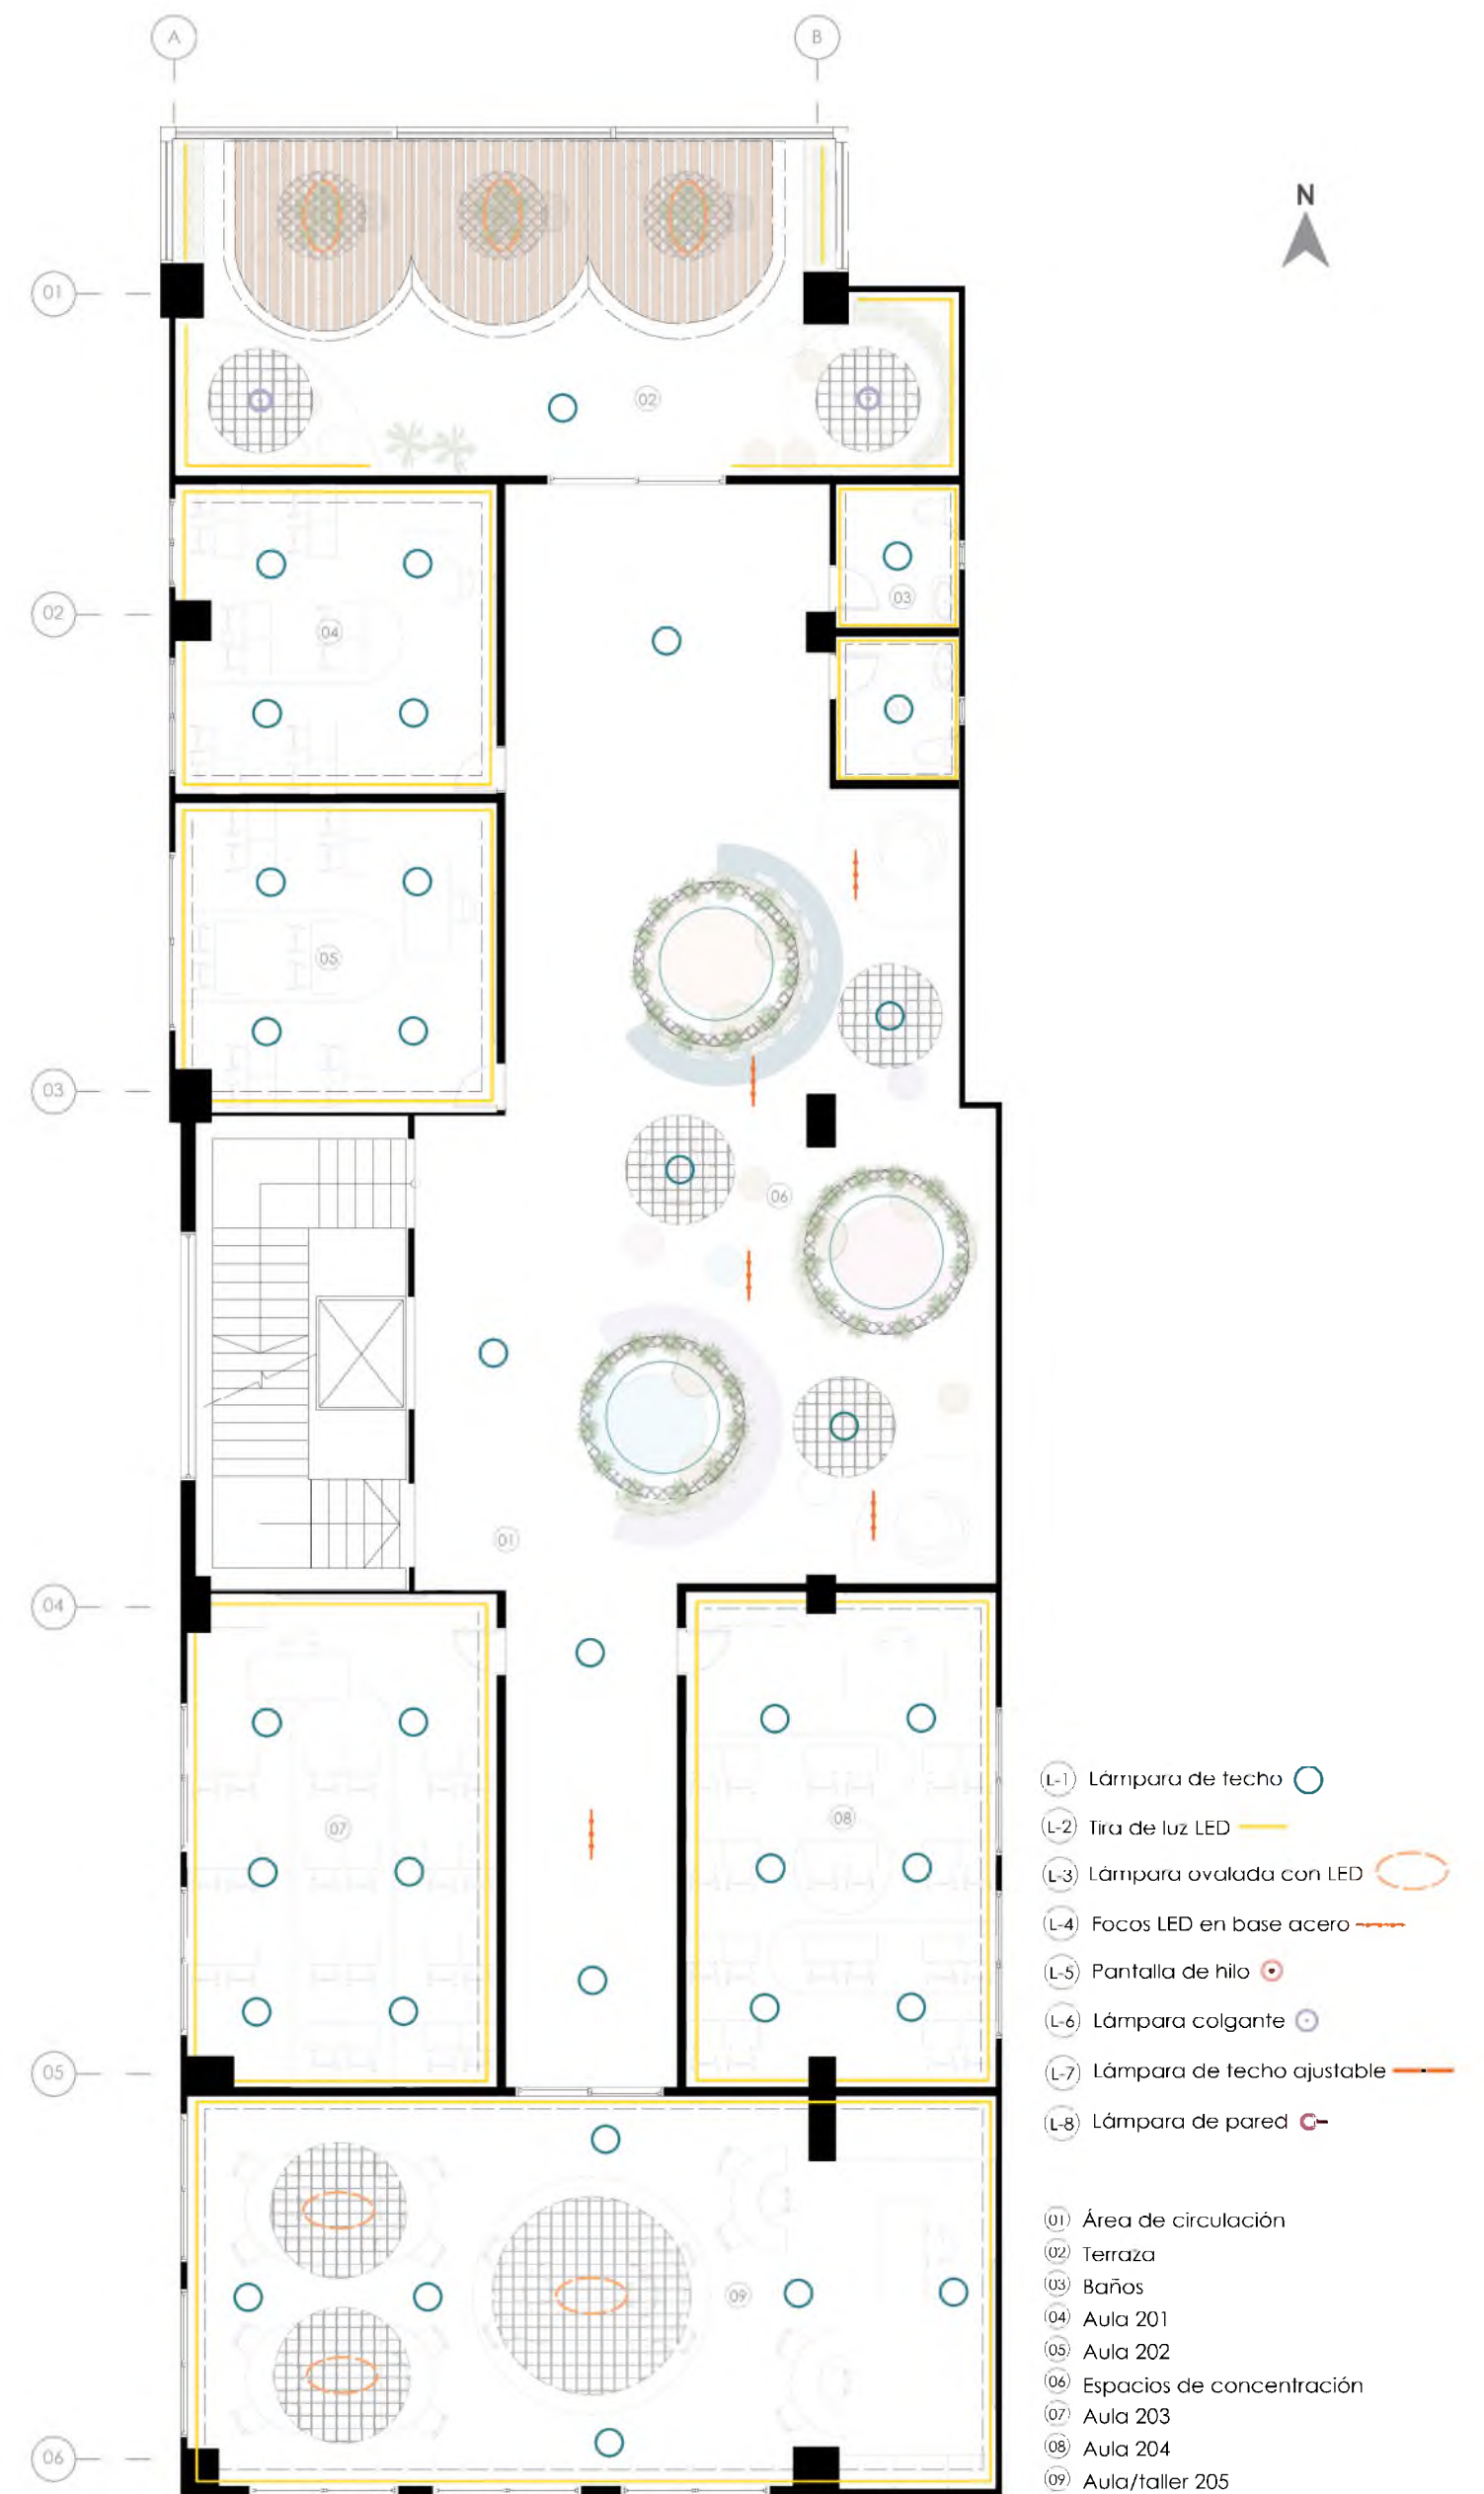 A
B
N
01
02
02
03
04
05
03
06
01
04
07
08
05
09
06
L-1 Lámpara de techo
L-2 Tira de luz LED
L-3 Lámpara ovalada con LED
L-4 Focos LED en base acero
L-5 Pantalla de hilo
L-6 Lámpara colgante
L-7 Lámpara de techo ajustable
L-8 Lámpara de pared
01 Área de circulación
02 Terraza
03 Baños
04 Aula 201
05 Aula 202
06 Espacios de concentración
07 Aula 203
08 Aula 204
09 Aula/taller 205